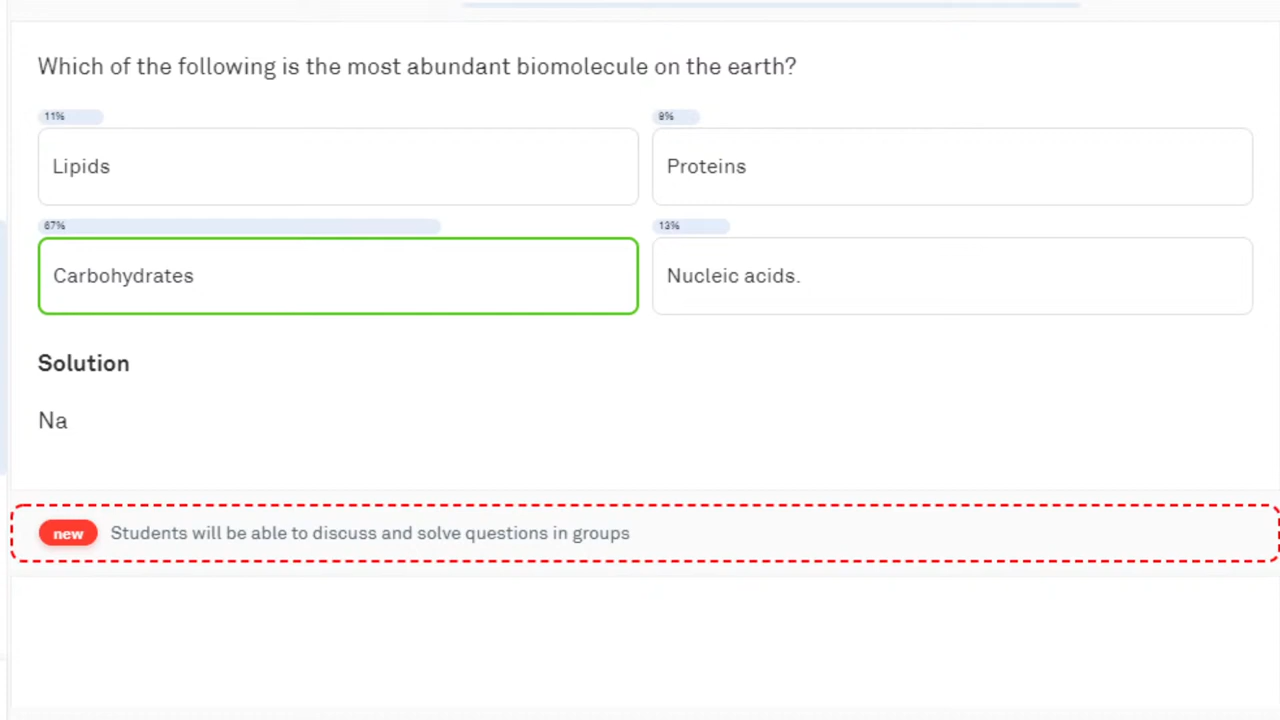 Which of the following is the most abundant biomolecule on the earth?
11%
9%
Lipids
Proteins
67%
13%
Carbohydrates
Nucleic acids.
Solution
Na
new Students will be able to discuss and solve questions in groups